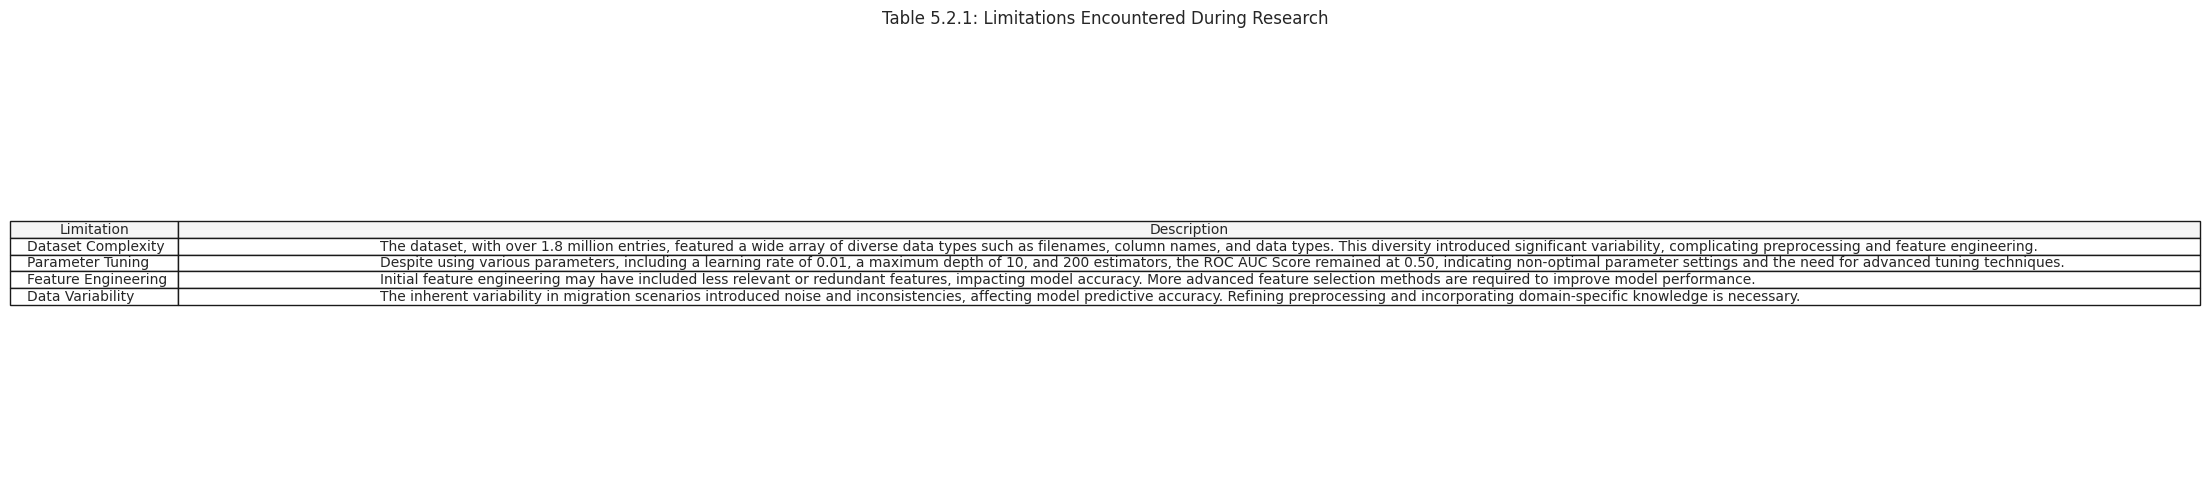 Table 5.2.1: Limitations Encountered During Research
Limitation Description
Dataset Complexity The dataset, with over 1.8 million entries, featured a wide array of diverse data types such as filenames, column names, and data types. This diversity introduced significant variability, complicating preprocessing and feature engineering.
Parameter Tuning Despite using various parameters, including a learning rate of 0.01, a maximum depth of 10, and 200 estimators, the ROC AUC Score remained at 0.50, indicating non-optimal parameter settings and the need for advanced tuning techniques.
Feature Engineering Initial feature engineering may have included less relevant or redundant features, impacting model accuracy. More advanced feature selection methods are required to improve model performance.
Data Variability The inherent variability in migration scenarios introduced noise and inconsistencies, affecting model predictive accuracy. Refining preprocessing and incorporating domain-specific knowledge is necessary.